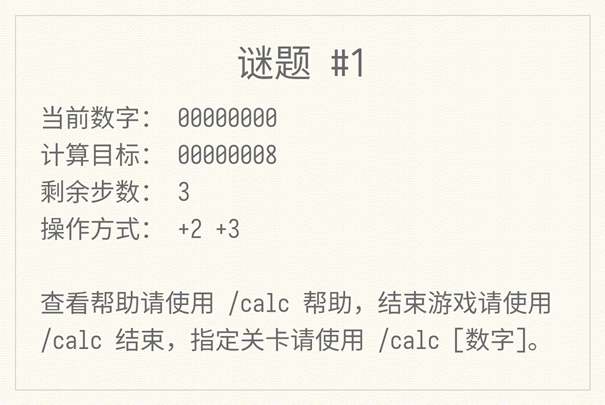 谜题 #1
当前数字： 00000000
计算目标： 00000008
剩余步数： 3
操作方式： +2 +3
查看帮助请使用 /calc 帮助，结束游戏请使用
/calc 结束，指定关卡请使用 /calc [数字]。